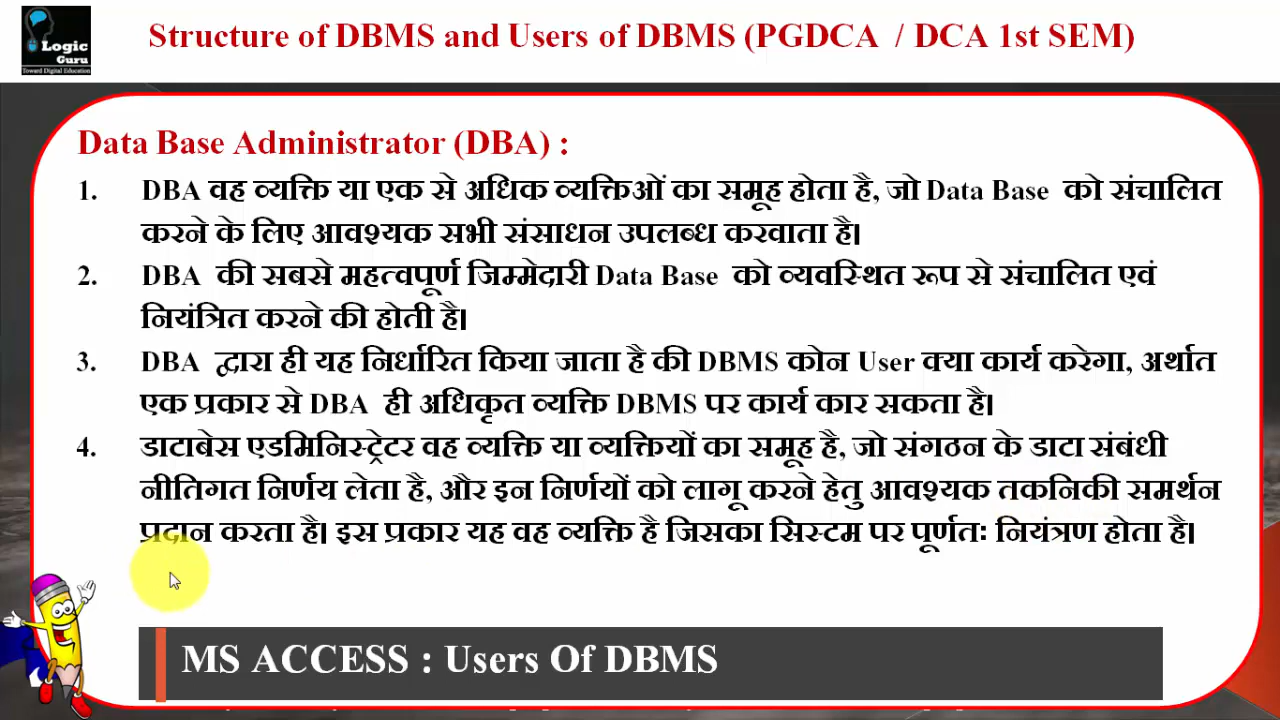 Logic
Guru
Toward Digital Education
Structure of DBMS and Users of DBMS (PGDCA / DCA 1st SEM)
Data Base Administrator (DBA) :
1. DBA वह व्यक्ति या एक से अधिक व्यक्तिओं का समूह होता है, जो Data Base को संचालित
करने के लिए आवश्यक सभी संसाधन उपलब्ध करवाता है।
2. DBA की सबसे महत्वपूर्ण जिम्मेदारी Data Base को व्यवस्थित रूप से संचालित एवं
नियंत्रित करने की होती है।
3. DBA द्वारा ही यह निर्धारित किया जाता है की DBMS कोन User क्या कार्य करेगा, अर्थात
एक प्रकार से DBA ही अधिकृत व्यक्ति DBMS पर कार्य कार सकता है।
4. डाटाबेस एडमिनिस्ट्रेटर वह व्यक्ति या व्यक्तियों का समूह है, जो संगठन के डाटा संबंधी
नीतिगत निर्णय लेता है, और इन निर्णयों को लागू करने हेतु आवश्यक तकनिकी समर्थन
प्रदान करता है। इस प्रकार यह वह व्यक्ति है जिसका सिस्टम पर पूर्णतः नियंत्रण होता है।
MS ACCESS : Users Of DBMS